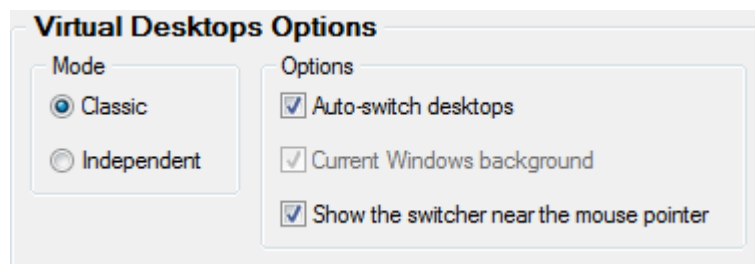 Virtual Desktops Options
Mode
Classic
Independent
Options
Auto-switch desktops
Current Windows background
Show the switcher near the mouse pointer